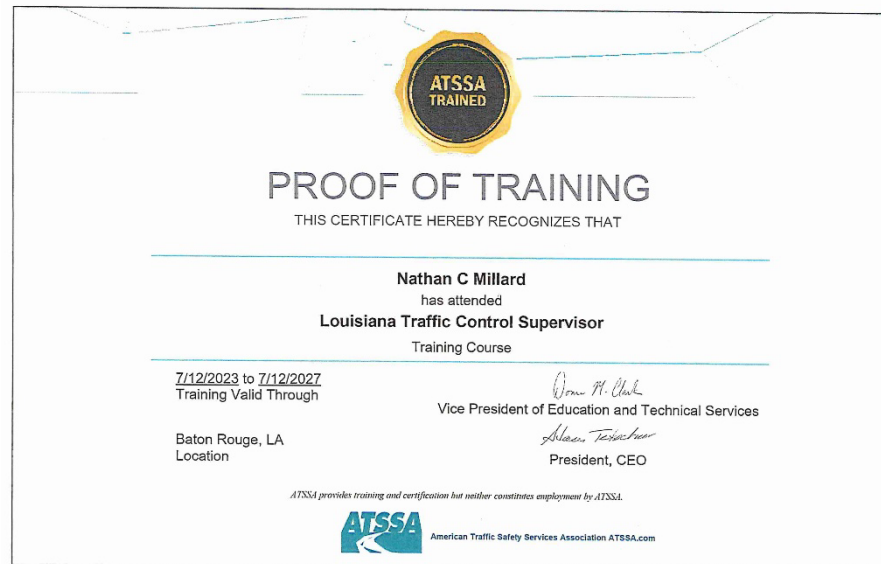 ATSSA
TRAINED
PROOF OF TRAINING
THIS CERTIFICATE HEREBY RECOGNIZES THAT
Nathan C Millard
has attended
Louisiana Traffic Control Supervisor
Training Course
7/12/2023 to 7/12/2027
Training Valid Through
Vice President of Education and Technical Services
Baton Rouge, LA
Location
President, CEO
ATSSA provides training and certification but neither constitutes employment by ATSSA.
ATSSA
American Traffic Safety Services Association ATSSA.com